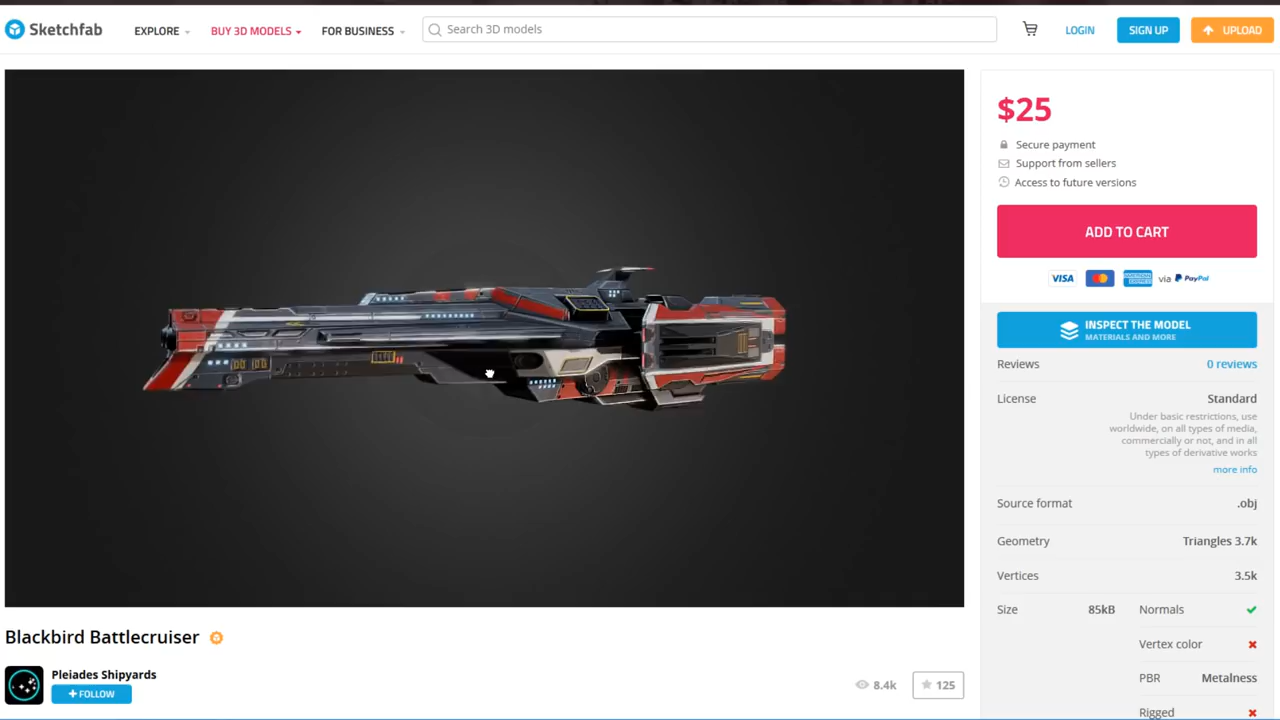 Sketchfab
EXPLORE
BUY 3D MODELS
FOR BUSINESS
Search 3D models
LOGIN
SIGN UP
UPLOAD
$25
Secure payment
Support from sellers
Access to future versions
ADD TO CART
VISA
via PayPal
INSPECT THE MODEL
MATERIALS AND MORE
Reviews 0 reviews
License Standard
Under basic restrictions, use
worldwide, on all types of media,
commercially or not, and in all
types of derivative works
more info
Source format .obj
Geometry Triangles 3.7k
Vertices 3.5k
Size 85kB Normals
Vertex color
PBR Metalness
Rigged
Blackbird Battlecruiser
Pleiades Shipyards
+ FOLLOW
8.4k
125